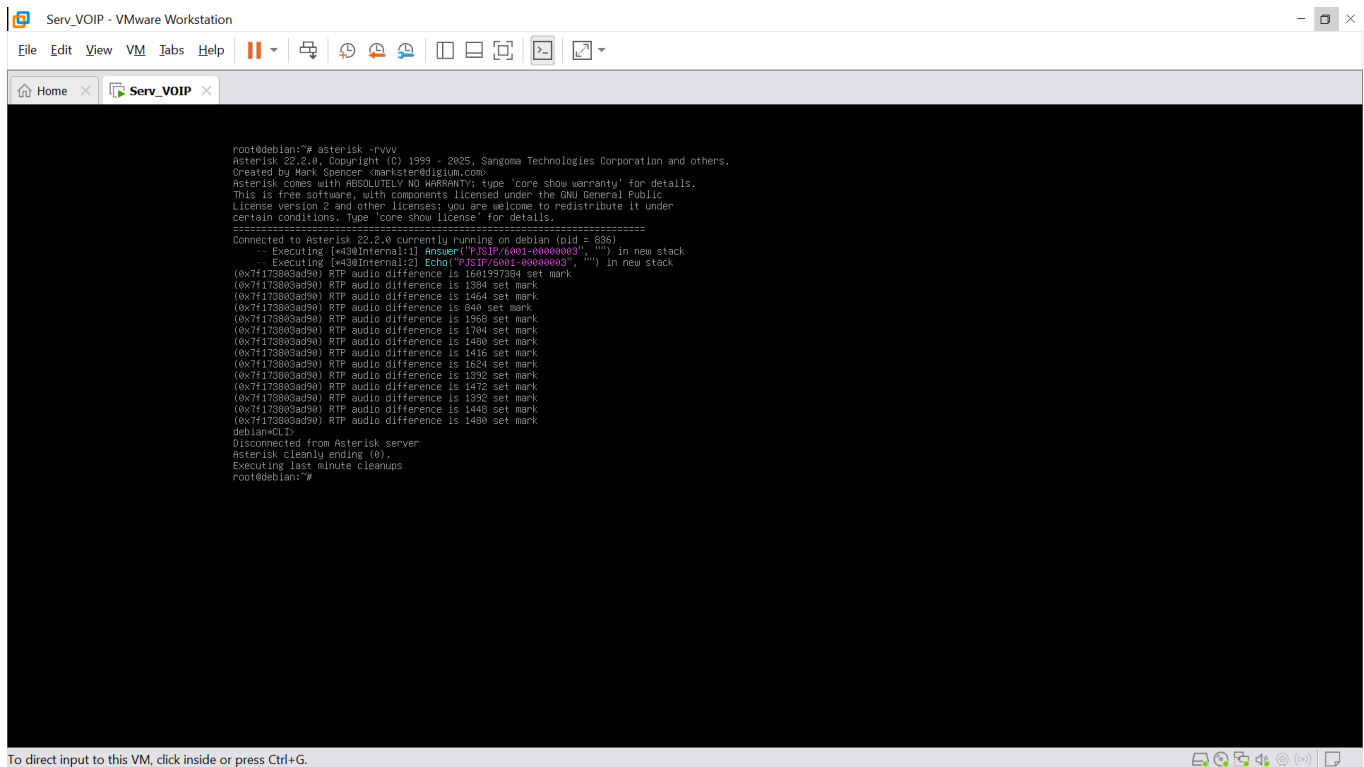 Serv_VOIP - VMware Workstation
File Edit View VM Tabs Help
Home
Serv_VOIP
root@debian:~# asterisk -rvvv
Asterisk 22.2.0, Copyright (C) 1999 - 2025, Sangoma Technologies Corporation and others.
Created by Mark Spencer <markster@digium.com>
Asterisk comes with ABSOLUTELY NO WARRANTY; type 'core show warranty' for details.
This is free software, with components licensed under the GNU General Public
License version 2 and other licenses; you are welcome to redistribute it under
certain conditions. Type 'core show license' for details.
=========================================================================
Connected to Asterisk 22.2.0 currently running on debian (pid = 836)
-- Executing [*43@Internal:1] Answer("PJSIP/6001-00000003", "") in new stack
-- Executing [*43@Internal:2] Echo("PJSIP/6001-00000003", "") in new stack
(0x7f173803ad90) RTP audio difference is 1601997384 set mark
(0x7f173803ad90) RTP audio difference is 1384 set mark
(0x7f173803ad90) RTP audio difference is 1464 set mark
(0x7f173803ad90) RTP audio difference is 840 set mark
(0x7f173803ad90) RTP audio difference is 1968 set mark
(0x7f173803ad90) RTP audio difference is 1704 set mark
(0x7f173803ad90) RTP audio difference is 1480 set mark
(0x7f173803ad90) RTP audio difference is 1416 set mark
(0x7f173803ad90) RTP audio difference is 1624 set mark
(0x7f173803ad90) RTP audio difference is 1392 set mark
(0x7f173803ad90) RTP audio difference is 1472 set mark
(0x7f173803ad90) RTP audio difference is 1392 set mark
(0x7f173803ad90) RTP audio difference is 1448 set mark
(0x7f173803ad90) RTP audio difference is 1480 set mark
debian*CLI>
Disconnected from Asterisk server
Asterisk cleanly ending (0).
Executing last minute cleanups
root@debian:~#
To direct input to this VM, click inside or press Ctrl+G.